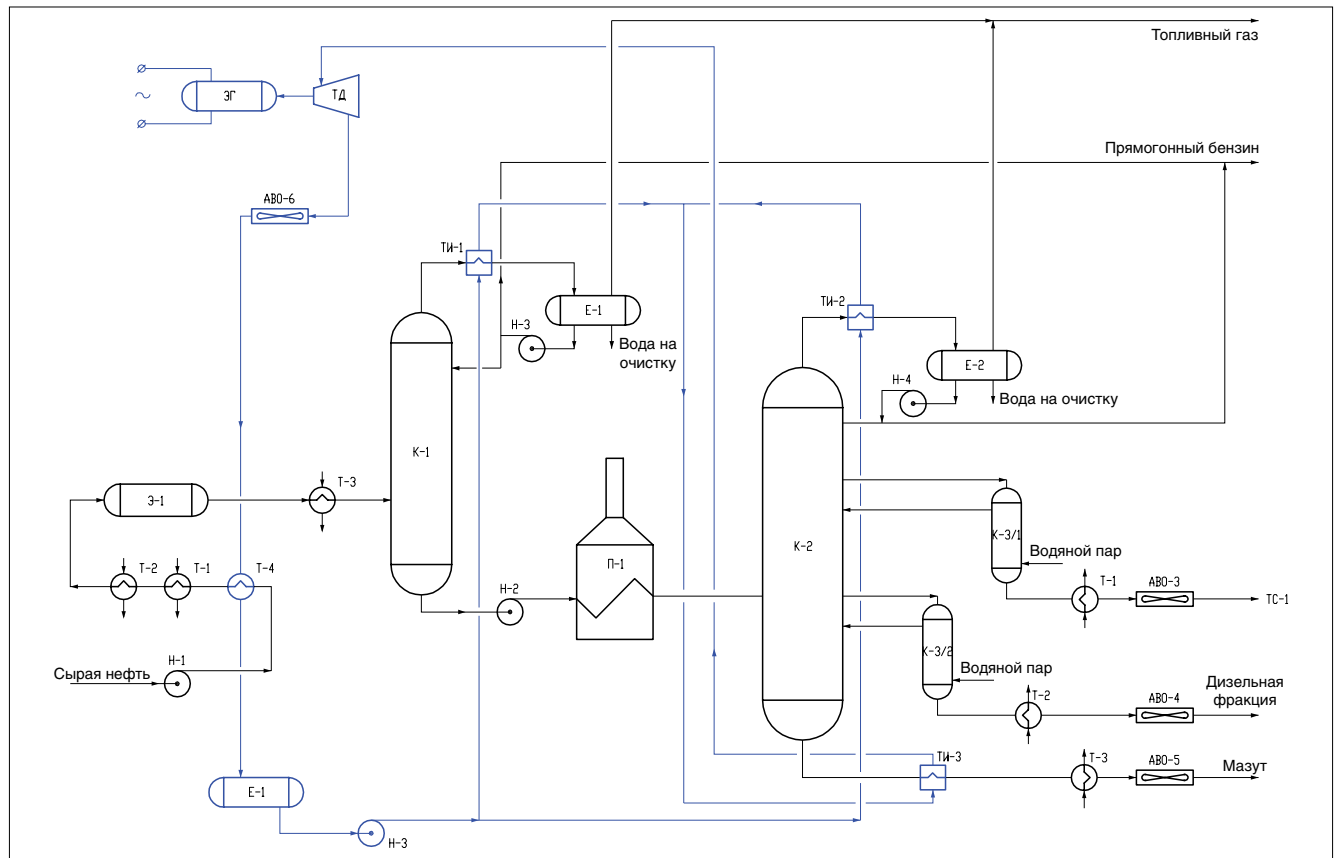 Топливный газ
ЭГ
ТД
Прямогонный бензин
АВО-6
ТИ-1
Е-1
Н-3
Вода на
очистку
ТИ-2
Е-2
Н-4
Вода на очистку
К-1
Э-1
Т-3
К-2
К-3/1
Водяной пар
Т-2
Т-1
Т-4
П-1
Н-2
Т-1
АВО-3
ТС-1
К-3/2
Водяной пар
Н-1
Сырая нефть
Т-2
АВО-4
Дизельная
фракция
ТИ-3
Т-3
АВО-5
Мазут
Е-1
Н-3